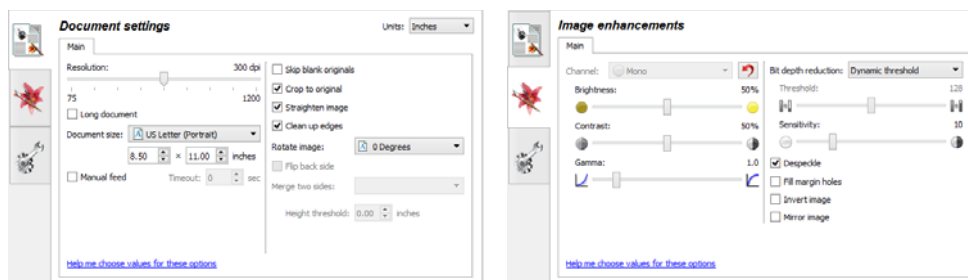 Document settings
Units: Inches
Main
Resolution: 300 dpi
75 1200
Long document
Document size: US Letter (Portrait)
8.50 × 11.00 inches
Manual feed Timeout: 0 sec
Skip blank originals
Crop to original
Straighten image
Clean up edges
Rotate image: 0 Degrees
Flip back side
Merge two sides:
Height threshold: 0.00 inches
Help me choose values for these options
Image enhancements
Main
Channel: Mono
Brightness: 50%
Contrast: 50%
Gamma: 1.0
Bit depth reduction: Dynamic threshold
Threshold: 128
Sensitivity: 10
Despeckle
Fill margin holes
Invert image
Mirror image
Help me choose values for these options